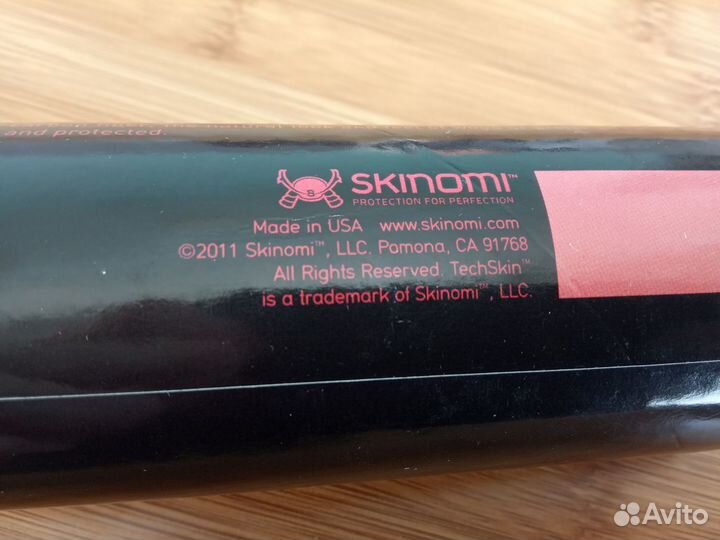 and protected.
SKINOMI™
PROTECTION FOR PERFECTION
Made in USA www.skinomi.com
©2011 Skinomi™, LLC. Pomona, CA 91768
All Rights Reserved. TechSkin™
is a trademark of Skinomi™, LLC.
Avito